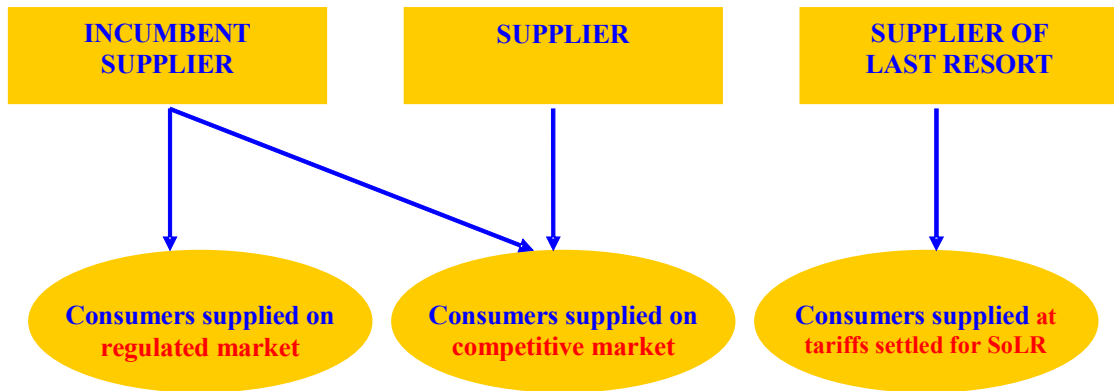 INCUMBENT
SUPPLIER
SUPPLIER
SUPPLIER OF
LAST RESORT
Consumers supplied on
regulated market
Consumers supplied on
competitive market
Consumers supplied at
tariffs settled for SoLR